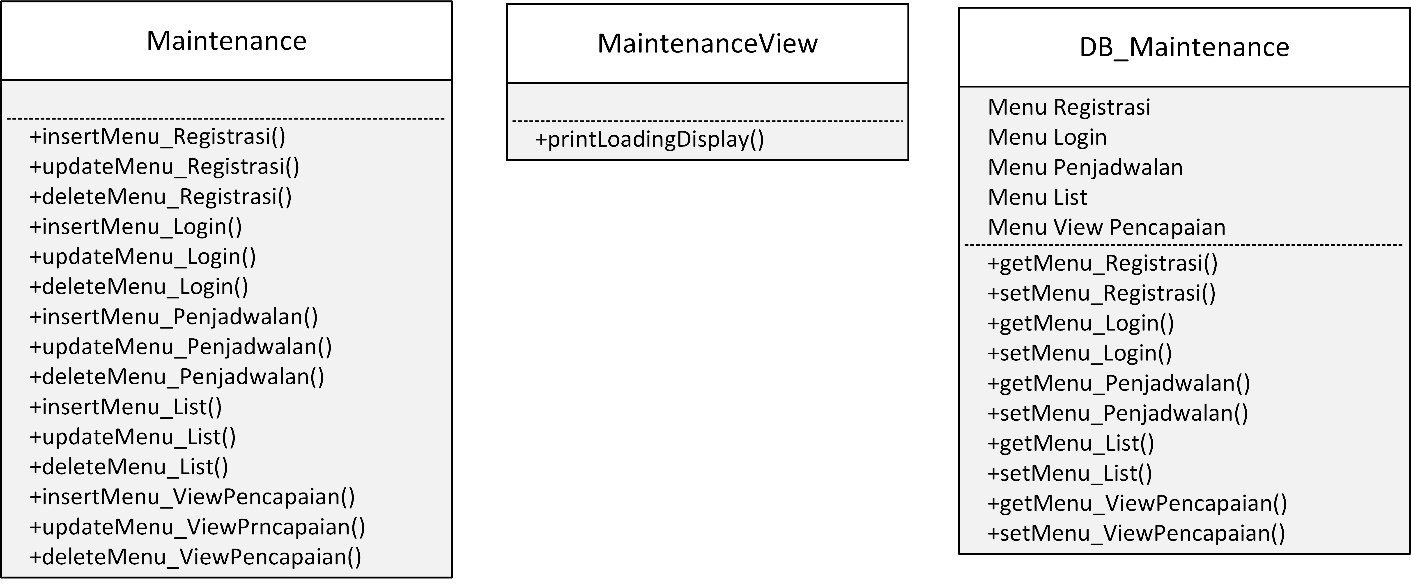 Maintenance
+insertMenu_Registrasi()
+updateMenu_Registrasi()
+deleteMenu_Registrasi()
+insertMenu_Login()
+updateMenu_Login()
+deleteMenu_Login()
+insertMenu_Penjadwalan()
+updateMenu_Penjadwalan()
+deleteMenu_Penjadwalan()
+insertMenu_List()
+updateMenu_List()
+deleteMenu_List()
+insertMenu_ViewPencapaian()
+updateMenu_ViewPrncapaian()
+deleteMenu_ViewPencapaian()
MaintenanceView
+printLoadingDisplay()
DB_Maintenance
Menu Registrasi
Menu Login
Menu Penjadwalan
Menu List
Menu View Pencapaian
+getMenu_Registrasi()
+setMenu_Registrasi()
+getMenu_Login()
+setMenu_Login()
+getMenu_Penjadwalan()
+setMenu_Penjadwalan()
+getMenu_List()
+setMenu_List()
+getMenu_ViewPencapaian()
+setMenu_ViewPencapaian()